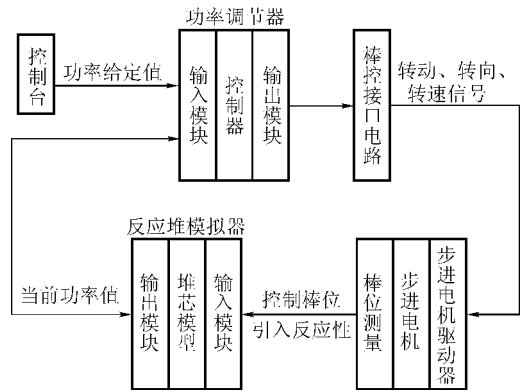 功率调节器
控制台
功率给定值
输入模块
控制器
输出模块
棒控接口电路
转动、转向、
转速信号
反应堆模拟器
当前功率值
输出模块
堆芯模型
输入模块
控制棒位
引入反应性
棒位测量
步进电机
步进电机驱动器